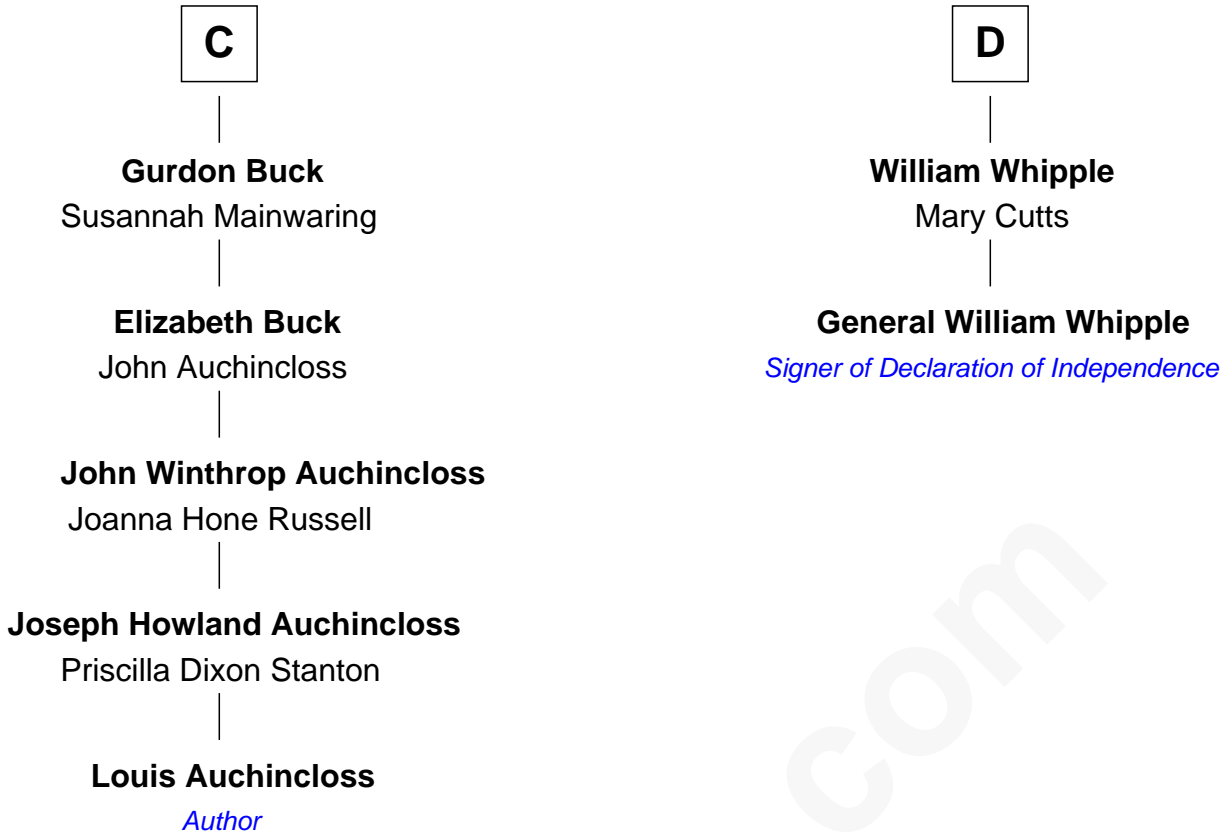 C
Gurdon Buck
Susannah Mainwaring
Elizabeth Buck
John Auchincloss
John Winthrop Auchincloss
Joanna Hone Russell
Joseph Howland Auchincloss
Priscilla Dixon Stanton
Louis Auchincloss
Author
D
William Whipple
Mary Cutts
General William Whipple
Signer of Declaration of Independence
com